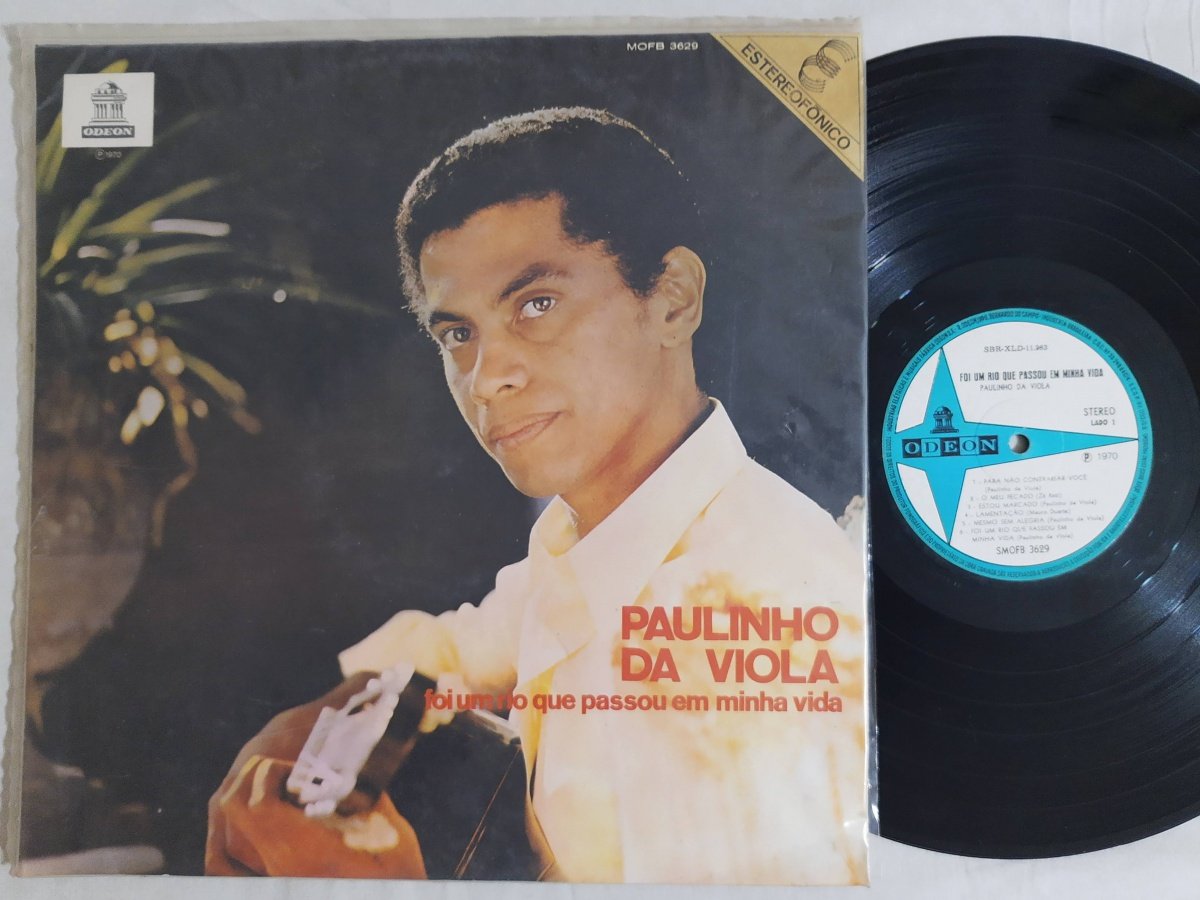 MOFB 3629
ESTEREOFÔNICO
ODEON
℗ 1970
PAULINHO
DA VIOLA
foi um rio que passou em minha vida
SBR-XLD-11.983
FOI UM RIO QUE PASSOU EM MINHA VIDA
PAULINHO DA VIOLA
STEREO
LADO 1
ODEON
℗ 1970
1 - PARA NÃO CONTRARIAR VOCÊ
(Paulinho da Viola)
2 - O MEU PECADO (Zé Keti)
3 - ESTOU MARCADO (Paulinho da Viola)
4 - LAMENTAÇÃO (Mauro Duarte)
5 - MESMO SEM ALEGRIA (Paulinho da Viola)
6 - FOI UM RIO QUE PASSOU EM
MINHA VIDA (Paulinho da Viola)
SMOFB 3629